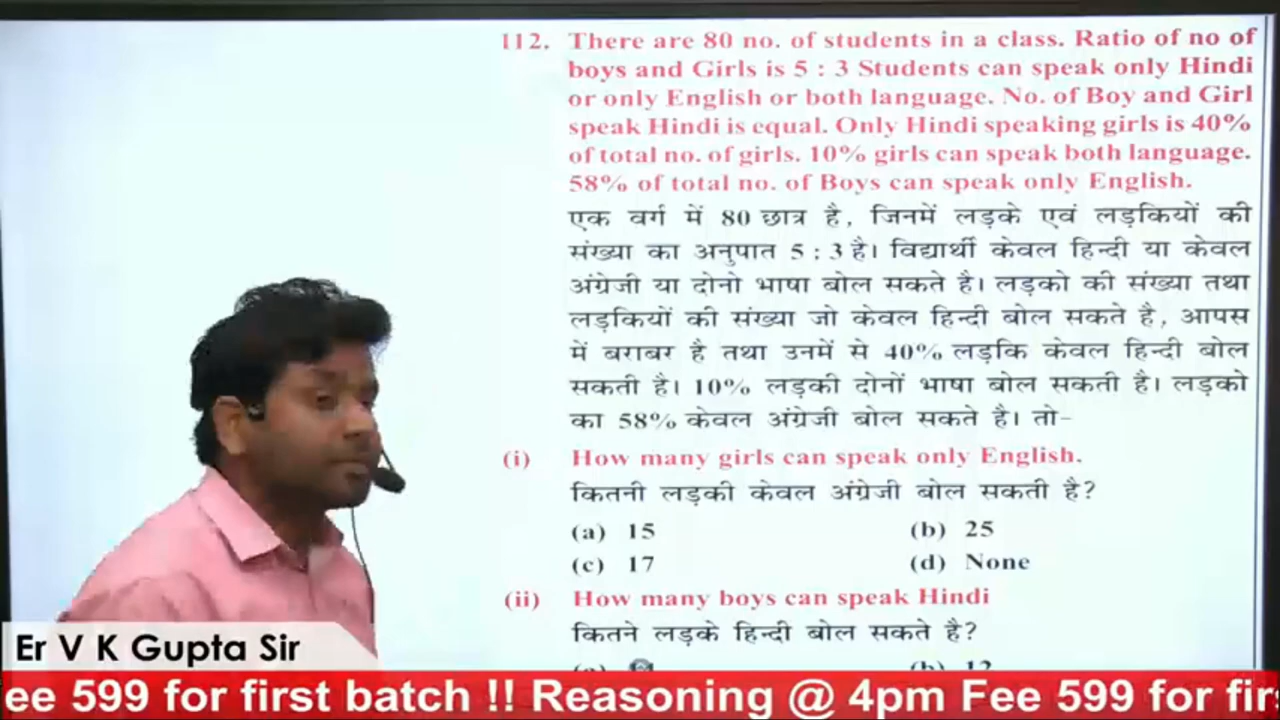 112. There are 80 no. of students in a class. Ratio of no of
boys and Girls is 5 : 3 Students can speak only Hindi
or only English or both language. No. of Boy and Girl
speak Hindi is equal. Only Hindi speaking girls is 40%
of total no. of girls. 10% girls can speak both language.
58% of total no. of Boys can speak only English.
एक वर्ग में 80 छात्र है, जिनमें लड़के एवं लड़कियों की
संख्या का अनुपात 5 : 3 है। विद्यार्थी केवल हिन्दी या केवल
अंग्रेजी या दोनो भाषा बोल सकते है। लड़को की संख्या तथा
लड़कियों की संख्या जो केवल हिन्दी बोल सकते है, आपस
में बराबर है तथा उनमें से 40% लड़कि केवल हिन्दी बोल
सकती है। 10% लड़की दोनों भाषा बोल सकती है। लड़को
का 58% केवल अंग्रेजी बोल सकते है। तो-
(i) How many girls can speak only English.
कितनी लड़की केवल अंग्रेजी बोल सकती है?
(a) 15 (b) 25
(c) 17 (d) None
(ii) How many boys can speak Hindi
कितने लड़के हिन्दी बोल सकते है?
(b) 12
Er V K Gupta Sir
ee 599 for first batch !! Reasoning @ 4pm Fee 599 for firs